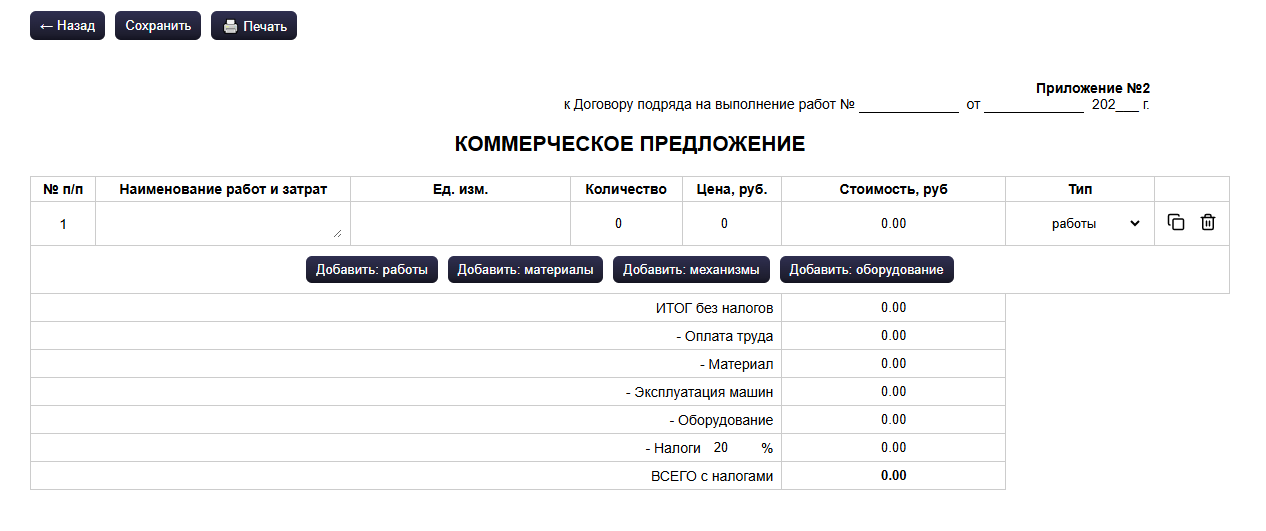 ← Назад Сохранить Печать
Приложение №2
к Договору подряда на выполнение работ № ____________ от ____________ 202___ г.
КОММЕРЧЕСКОЕ ПРЕДЛОЖЕНИЕ
№ п/п Наименование работ и затрат Ед. изм. Количество Цена, руб. Стоимость, руб Тип
1 0 0 0.00 работы
Добавить: работы Добавить: материалы Добавить: механизмы Добавить: оборудование
ИТОГ без налогов 0.00
- Оплата труда 0.00
- Материал 0.00
- Эксплуатация машин 0.00
- Оборудование 0.00
- Налоги 20 % 0.00
ВСЕГО с налогами 0.00